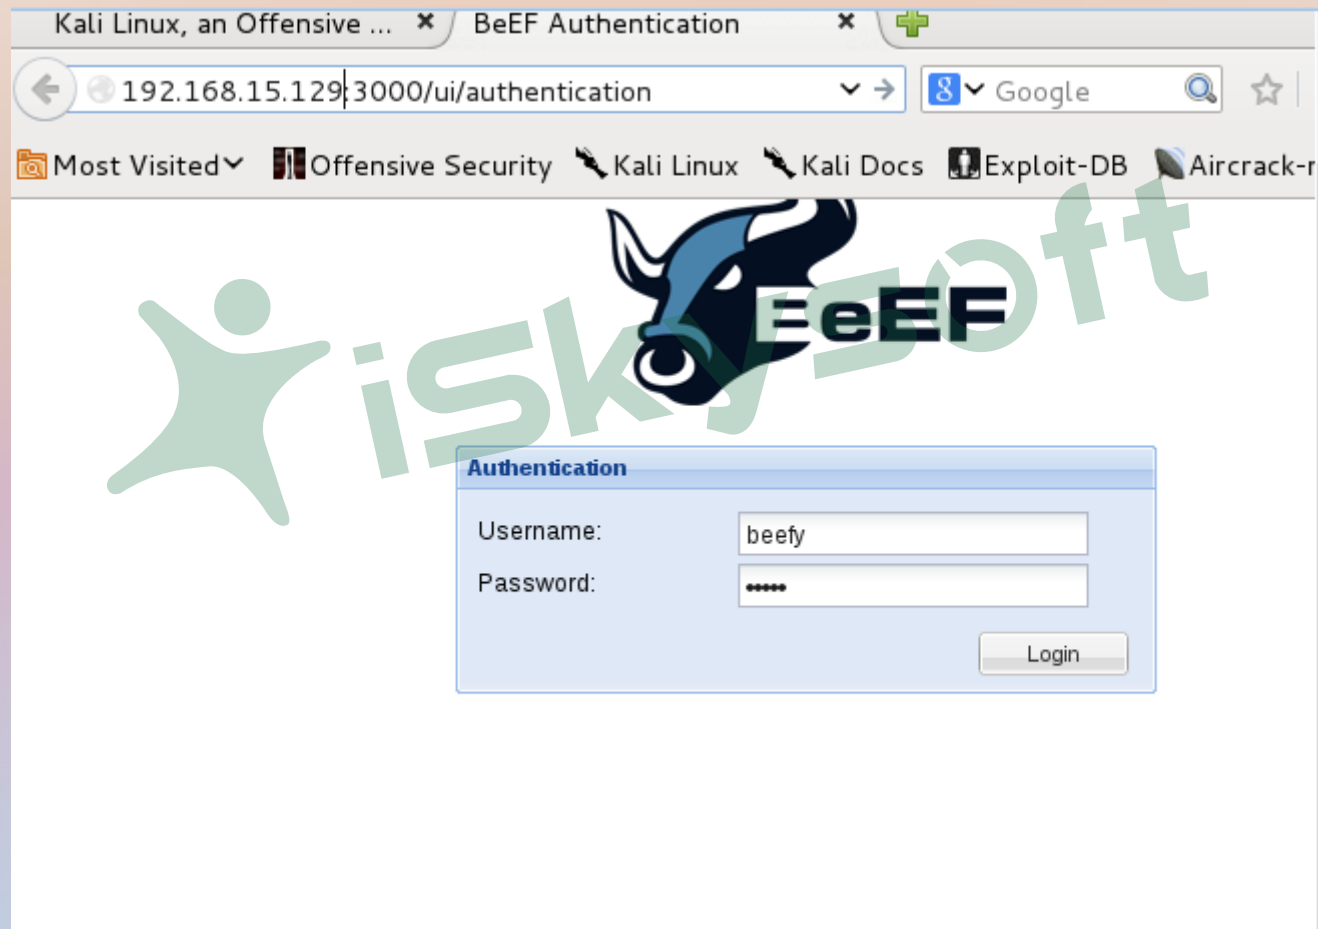 Kali Linux, an Offensive ...
BeEF Authentication
192.168.15.129:3000/ui/authentication
Google
Most Visited
Offensive Security
Kali Linux
Kali Docs
Exploit-DB
Aircrack-n
BeEF
iSkysoft
Authentication
Username:
beefy
Password:
•••••
Login